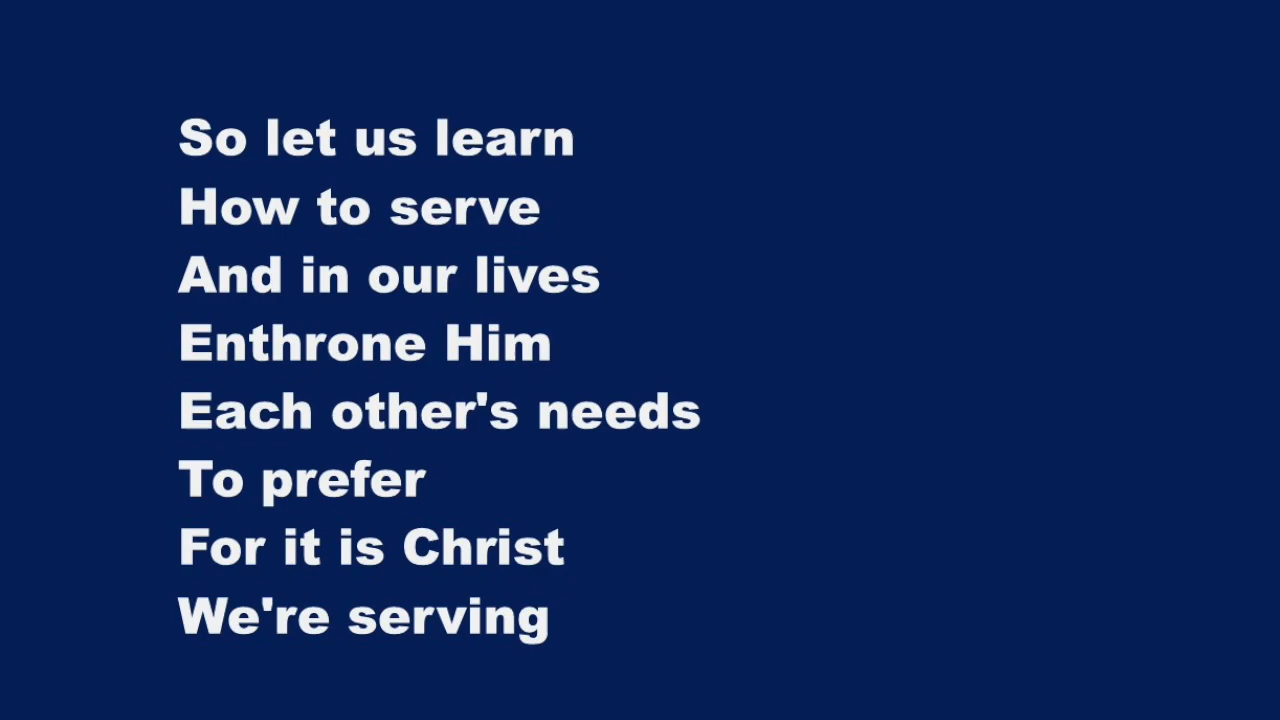 So let us learn
How to serve
And in our lives
Enthrone Him
Each other's needs
To prefer
For it is Christ
We're serving